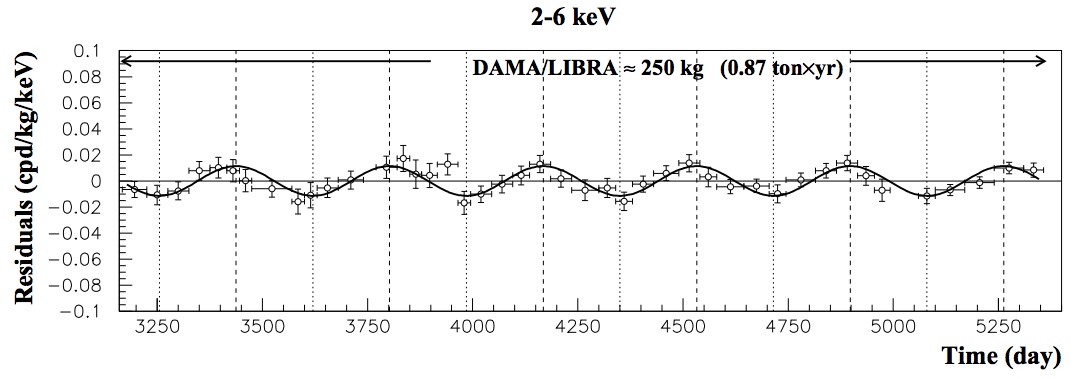 2-6 keV
Residuals (cpd/kg/keV)
0.1
0.08
0.06
0.04
0.02
0
−0.02
−0.04
−0.06
−0.08
−0.1
DAMA/LIBRA ≈ 250 kg (0.87 ton×yr)
3250 3500 3750 4000 4250 4500 4750 5000 5250
Time (day)